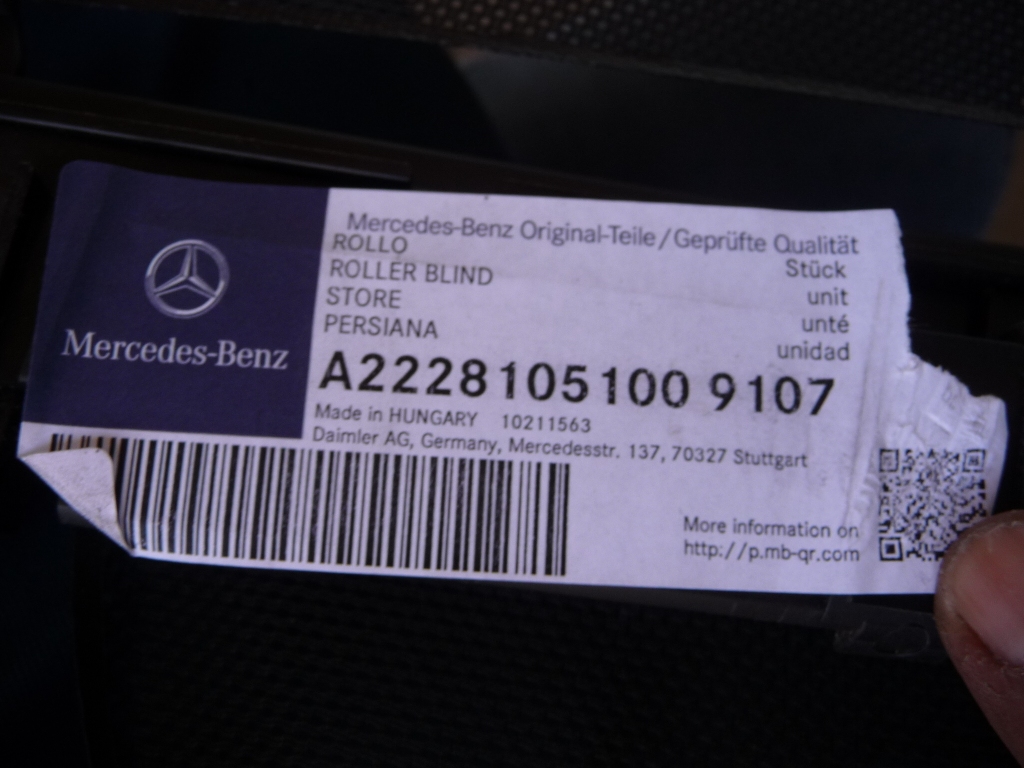 Mercedes-Benz
Mercedes-Benz Original-Teile/Geprüfte Qualität
ROLLO Stück
ROLLER BLIND unit
STORE unté
PERSIANA unidad
A2228105100 9107
Made in HUNGARY 10211563
Daimler AG, Germany, Mercedesstr. 137, 70327 Stuttgart
More information on
http://p.mb-qr.com